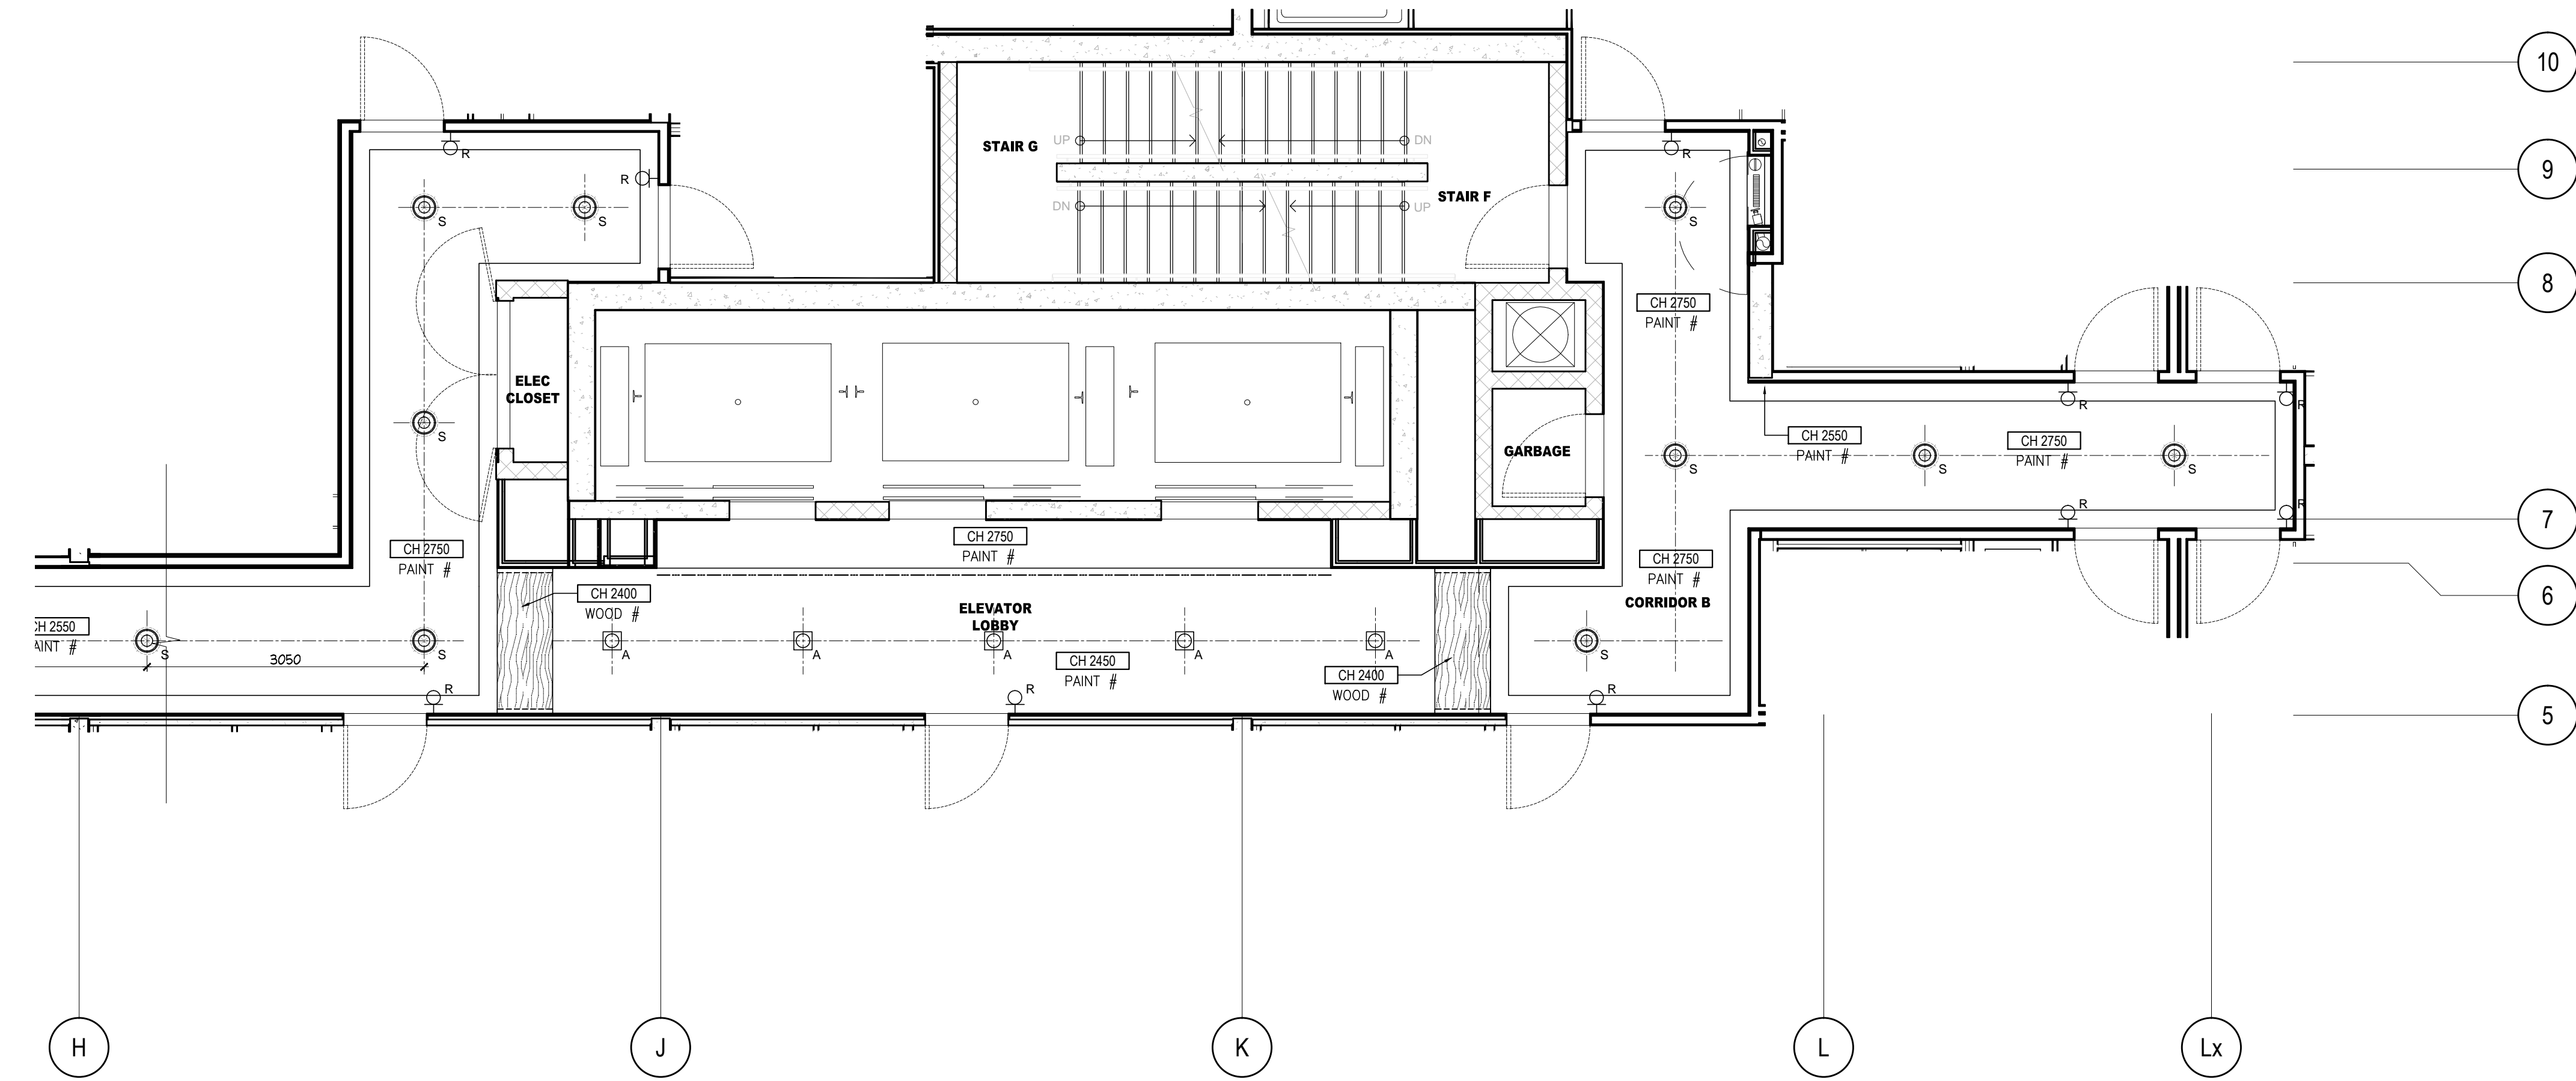 10
9
8
7
6
5
STAIR G
UP
DN
DN
UP
STAIR F
R
R
R
S
S
S
CH 2750
PAINT #
ELEC
CLOSET
S
GARBAGE
R
R
CH 2550
PAINT #
CH 2750
PAINT #
S
S
S
R
R
CH 2750
PAINT #
CH 2750
PAINT #
CH 2750
PAINT #
CORRIDOR B
CH 2400
WOOD #
ELEVATOR
LOBBY
CH 2550
PAINT #
S
3050
S
A
A
A
A
A
S
CH 2450
PAINT #
CH 2400
WOOD #
R
R
R
H
J
K
L
Lx